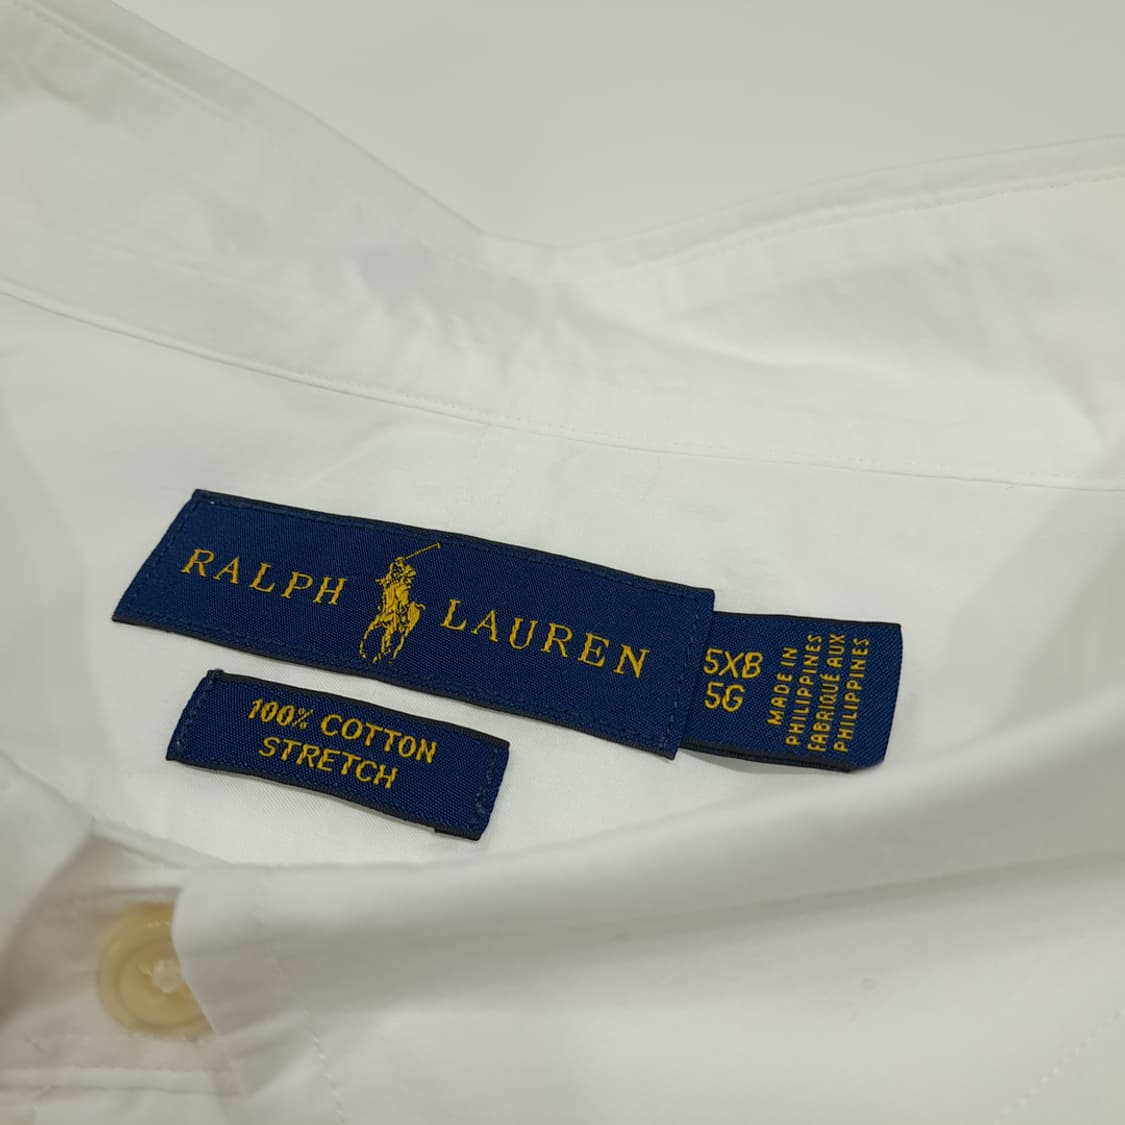 RALPH LAUREN
5XB
5G
MADE IN
PHILIPPINES
FABRIQUÉ AUX
PHILIPPINES
100% COTTON
STRETCH